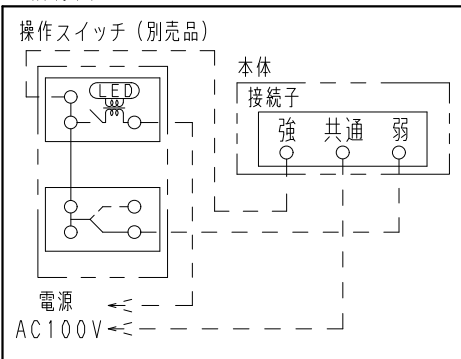 操作スイッチ（別売品）
LED
本体
接続子
強 共通 弱
電源
AC100V